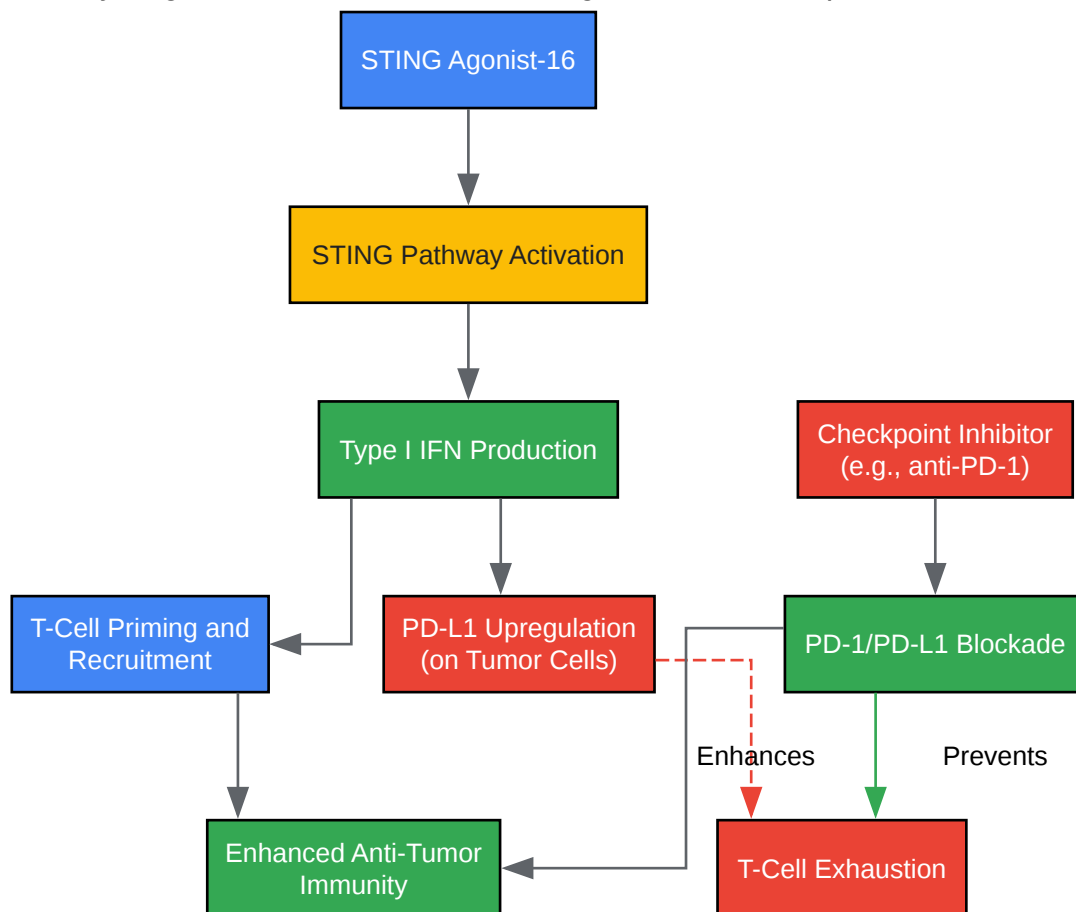 STING Agonist-16
STING Pathway Activation
Type I IFN Production
Checkpoint Inhibitor
(e.g., anti-PD-1)
T-Cell Priming and
Recruitment
PD-L1 Upregulation
(on Tumor Cells)
PD-1/PD-L1 Blockade
Enhances
Prevents
Enhanced Anti-Tumor
Immunity
T-Cell Exhaustion